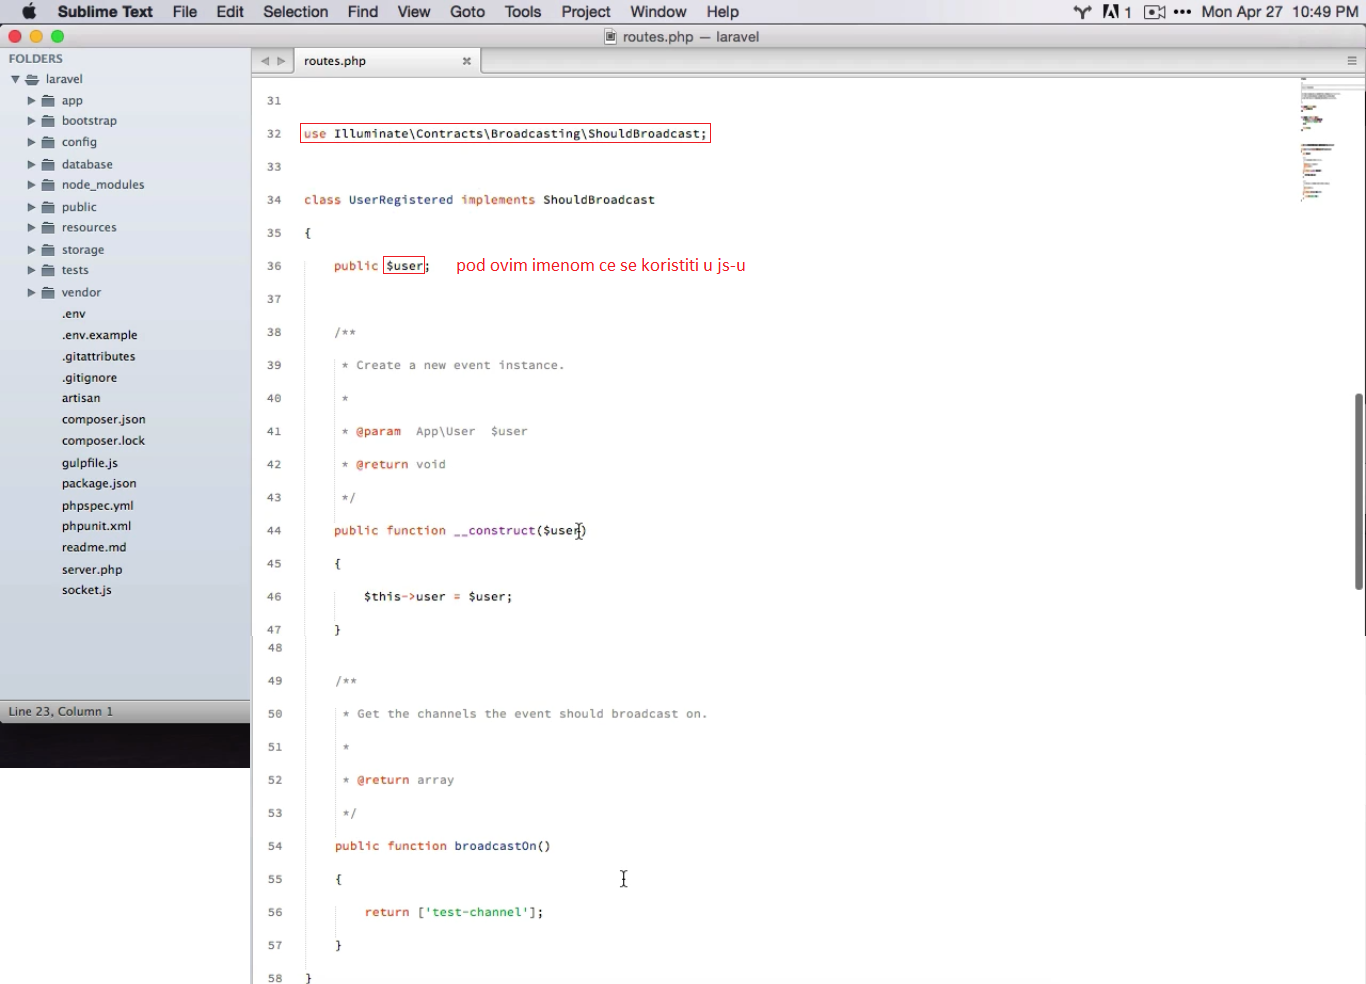 Sublime Text File Edit Selection Find View Goto Tools Project Window Help 1 Mon Apr 27 10:49 PM
routes.php — laravel
FOLDERS
laravel
app
bootstrap
config
database
node_modules
public
resources
storage
tests
vendor
.env
.env.example
.gitattributes
.gitignore
artisan
composer.json
composer.lock
gulpfile.js
package.json
phpspec.yml
phpunit.xml
readme.md
server.php
socket.js
Line 23, Column 1
routes.php
31
32 use Illuminate\Contracts\Broadcasting\ShouldBroadcast;
33
34 class UserRegistered implements ShouldBroadcast
35 {
36 public $user; pod ovim imenom ce se koristiti u js-u
37
38 /**
39 * Create a new event instance.
40 *
41 * @param  App\User  $user
42 * @return void
43 */
44 public function __construct($user)
45 {
46 $this->user = $user;
47 }
48
49 /**
50 * Get the channels the event should broadcast on.
51 *
52 * @return array
53 */
54 public function broadcastOn()
55 {
56 return ['test-channel'];
57 }
58 }